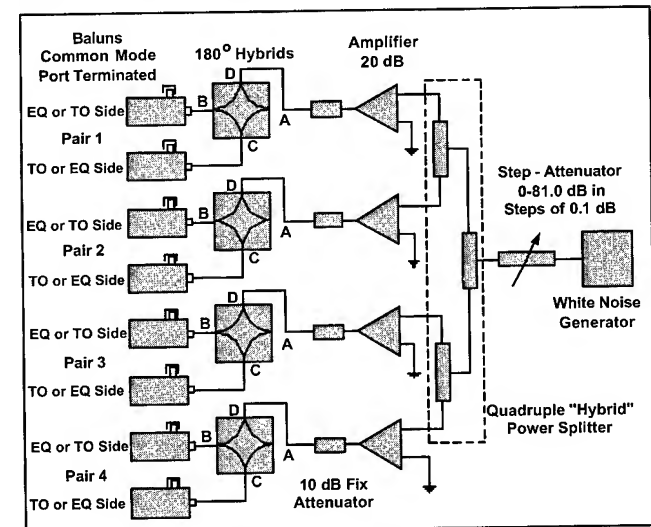 Baluns
Common Mode
Port Terminated
180° Hybrids
Amplifier
20 dB
D
EQ or TO Side
B
A
Pair 1
C
TO or EQ Side
Step - Attenuator
0-81.0 dB in
Steps of 0.1 dB
D
EQ or TO Side
B
A
Pair 2
C
TO or EQ Side
White Noise
Generator
D
EQ or TO Side
B
A
Pair 3
C
TO or EQ Side
Quadruple "Hybrid"
Power Splitter
D
EQ or TO Side
B
A
Pair 4
C
TO or EQ Side
10 dB Fix
Attenuator